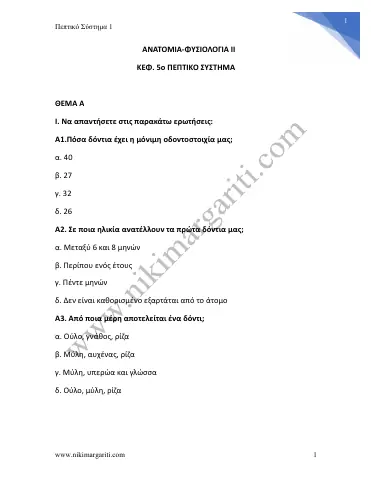 Πεπτικό Σύστημα 1
1
ΑΝΑΤΟΜΙΑ-ΦΥΣΙΟΛΟΓΙΑ ΙΙ
ΚΕΦ. 5ο ΠΕΠΤΙΚΟ ΣΥΣΤΗΜΑ
ΘΕΜΑ Α
Ι. Να απαντήσετε στις παρακάτω ερωτήσεις:
Α1.Πόσα δόντια έχει η μόνιμη οδοντοστοιχία μας;
α. 40
β. 27
γ. 32
δ. 26
Α2. Σε ποια ηλικία ανατέλλουν τα πρώτα δόντια μας;
α. Μεταξύ 6 και 8 μηνών
β. Περίπου ενός έτους
γ. Πέντε μηνών
δ. Δεν είναι καθορισμένο εξαρτάται από το άτομο
Α3. Από ποια μέρη αποτελείται ένα δόντι;
α. Ούλο, γνάθος, ρίζα
β. Μύλη, αυχένας, ρίζα
γ. Μύλη, υπερώα και γλώσσα
δ. Ούλο, μύλη, ρίζα
www.nikimargariti.com
www.nikimargariti.com 1